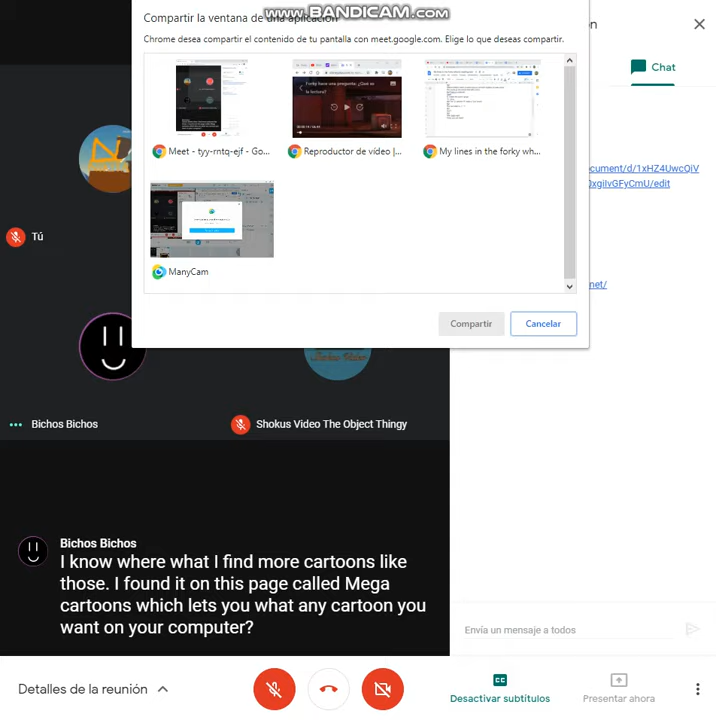 www.BANDICAM.com
Compartir la ventana de una aplicación
Chrome desea compartir el contenido de tu pantalla con meet.google.com. Elige lo que deseas compartir.
Meet - tyy-rntq-ejf - Go...
Reproductor de vídeo |...
My lines in the forky wh...
ManyCam
Compartir
Cancelar
Chat
ocument/d/1xHZ4UwcQiV
0xgiIvGFyCmU/edit
net/
Tú
Bichos Bichos
Shokus Video The Object Thingy
Bichos Bichos
I know where what I find more cartoons like
those. I found it on this page called Mega
cartoons which lets you what any cartoon you
want on your computer?
Envía un mensaje a todos
Detalles de la reunión
Desactivar subtítulos
Presentar ahora